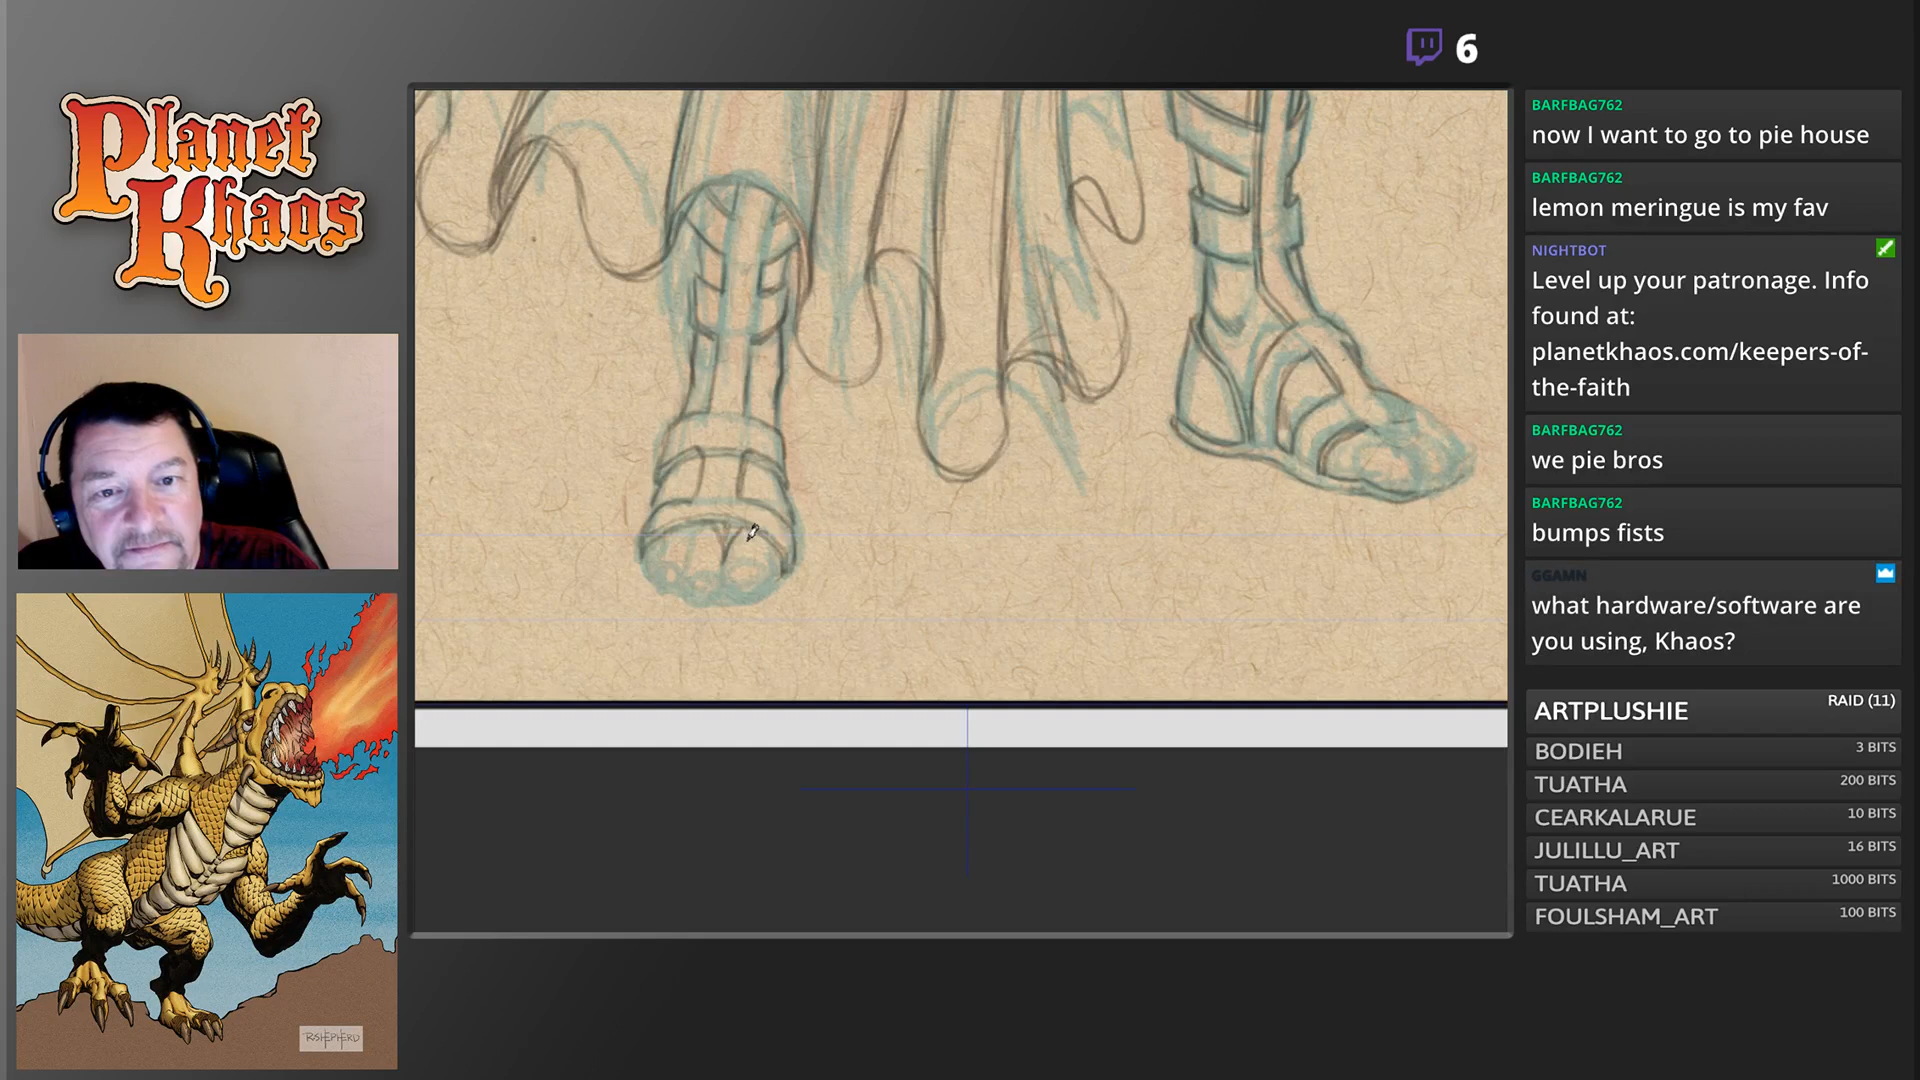 6
Planet
Khaos
BARFBAG762
now I want to go to pie house
BARFBAG762
lemon meringue is my fav
NIGHTBOT
Level up your patronage. Info
found at:
planetkhaos.com/keepers-of-
the-faith
BARFBAG762
we pie bros
BARFBAG762
bumps fists
GGAMN
what hardware/software are
you using, Khaos?
ARTPLUSHIE RAID (11)
BODIEH 3 BITS
TUATHA 200 BITS
CEARKALARUE 10 BITS
JULILLU_ART 16 BITS
TUATHA 1000 BITS
FOULSHAM_ART 100 BITS
R.SHEPHERD